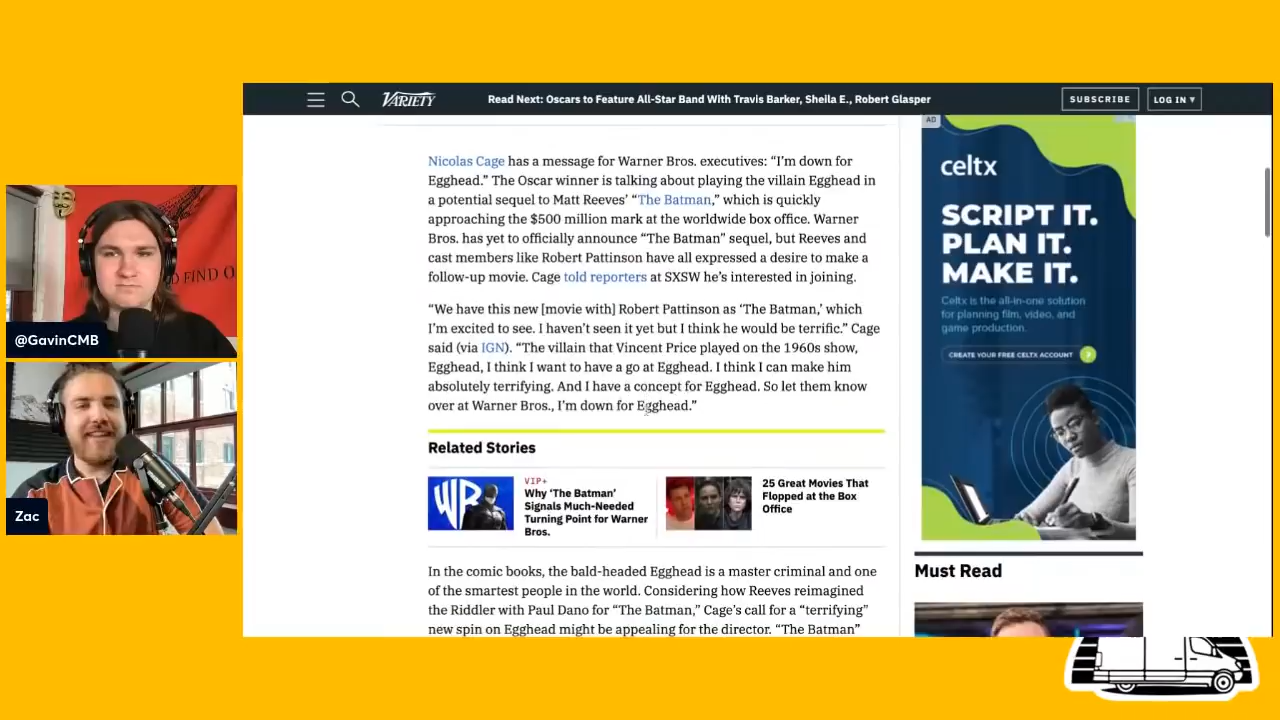 VARIETY
Read Next: Oscars to Feature All-Star Band With Travis Barker, Sheila E., Robert Glasper
SUBSCRIBE
LOG IN ▾
Nicolas Cage has a message for Warner Bros. executives: “I’m down for
Egghead.” The Oscar winner is talking about playing the villain Egghead in
a potential sequel to Matt Reeves’ “The Batman,” which is quickly
approaching the $500 million mark at the worldwide box office. Warner
Bros. has yet to officially announce “The Batman” sequel, but Reeves and
cast members like Robert Pattinson have all expressed a desire to make a
follow-up movie. Cage told reporters at SXSW he’s interested in joining.
“We have this new [movie with] Robert Pattinson as ‘The Batman,’ which
I’m excited to see. I haven’t seen it yet but I think he would be terrific.” Cage
said (via IGN). “The villain that Vincent Price played on the 1960s show,
Egghead, I think I want to have a go at Egghead. I think I can make him
absolutely terrifying. And I have a concept for Egghead. So let them know
over at Warner Bros., I’m down for Egghead.”
Related Stories
VIP+
Why ‘The Batman’
Signals Much-Needed
Turning Point for Warner
Bros.
25 Great Movies That
Flopped at the Box
Office
In the comic books, the bald-headed Egghead is a master criminal and one
of the smartest people in the world. Considering how Reeves reimagined
the Riddler with Paul Dano for “The Batman,” Cage’s call for a “terrifying”
new spin on Egghead might be appealing for the director. “The Batman”
AD
celtx
SCRIPT IT.
PLAN IT.
MAKE IT.
Celtx is the all-in-one solution
for planning film, video, and
game production.
CREATE YOUR FREE CELTX ACCOUNT
Must Read
FIND O
@GavinCMB
Zac